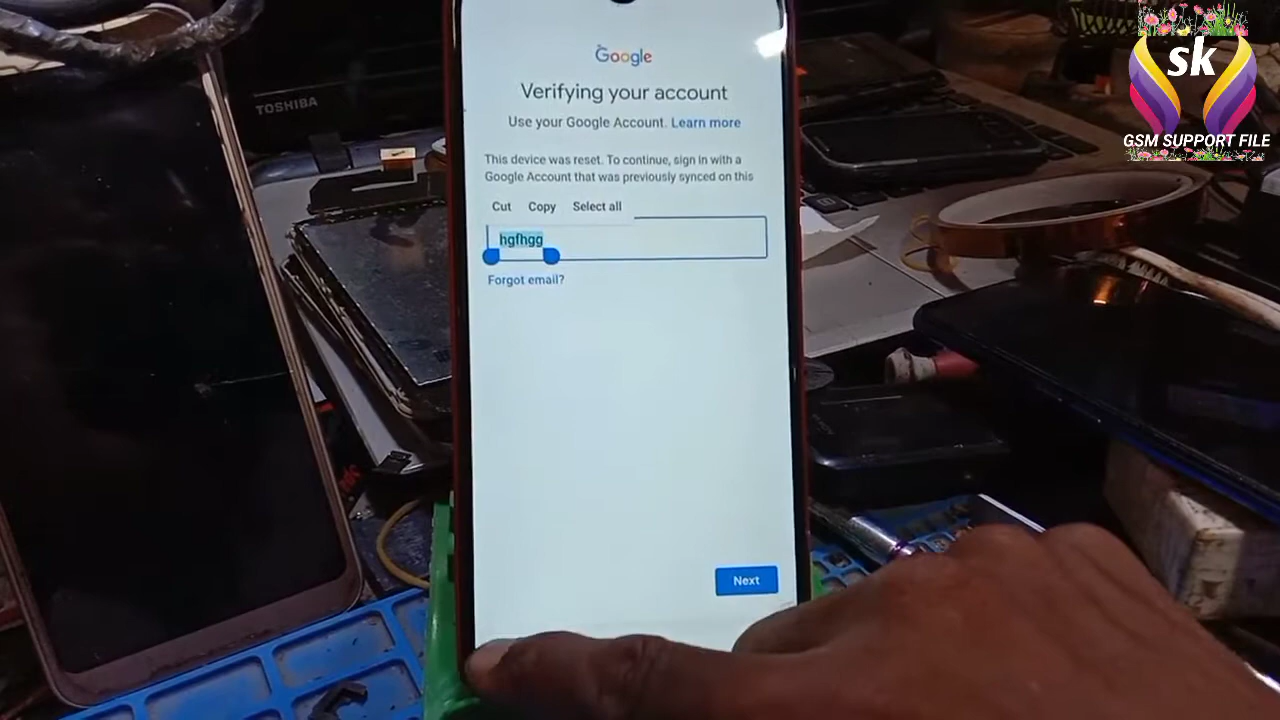 Google
Verifying your account
Use your Google Account. Learn more
This device was reset. To continue, sign in with a
Google Account that was previously synced on this
Cut Copy Select all
hgfhgg
Forgot email?
Next
TOSHIBA
sk
GSM SUPPORT FILE